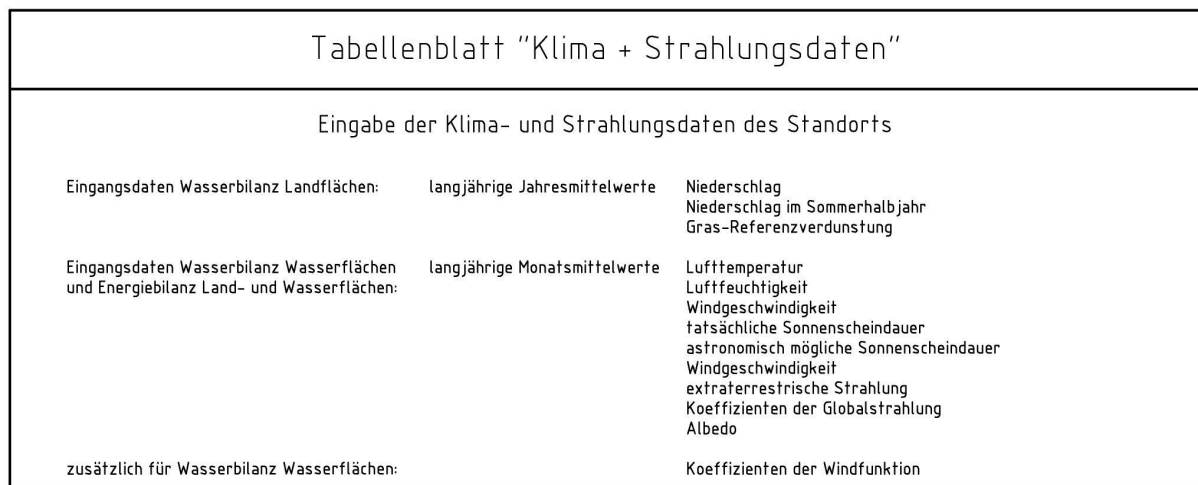 Tabellenblatt "Klima + Strahlungsdaten"
Eingabe der Klima- und Strahlungsdaten des Standorts
Eingangsdaten Wasserbilanz Landflächen: langjährige Jahresmittelwerte Niederschlag
Niederschlag im Sommerhalbjahr
Gras-Referenzverdunstung
Eingangsdaten Wasserbilanz Wasserflächen langjährige Monatsmittelwerte Lufttemperatur
und Energiebilanz Land- und Wasserflächen: Luftfeuchtigkeit
Windgeschwindigkeit
tatsächliche Sonnenscheindauer
astronomisch mögliche Sonnenscheindauer
Windgeschwindigkeit
extraterrestrische Strahlung
Koeffizienten der Globalstrahlung
Albedo
zusätzlich für Wasserbilanz Wasserflächen: Koeffizienten der Windfunktion